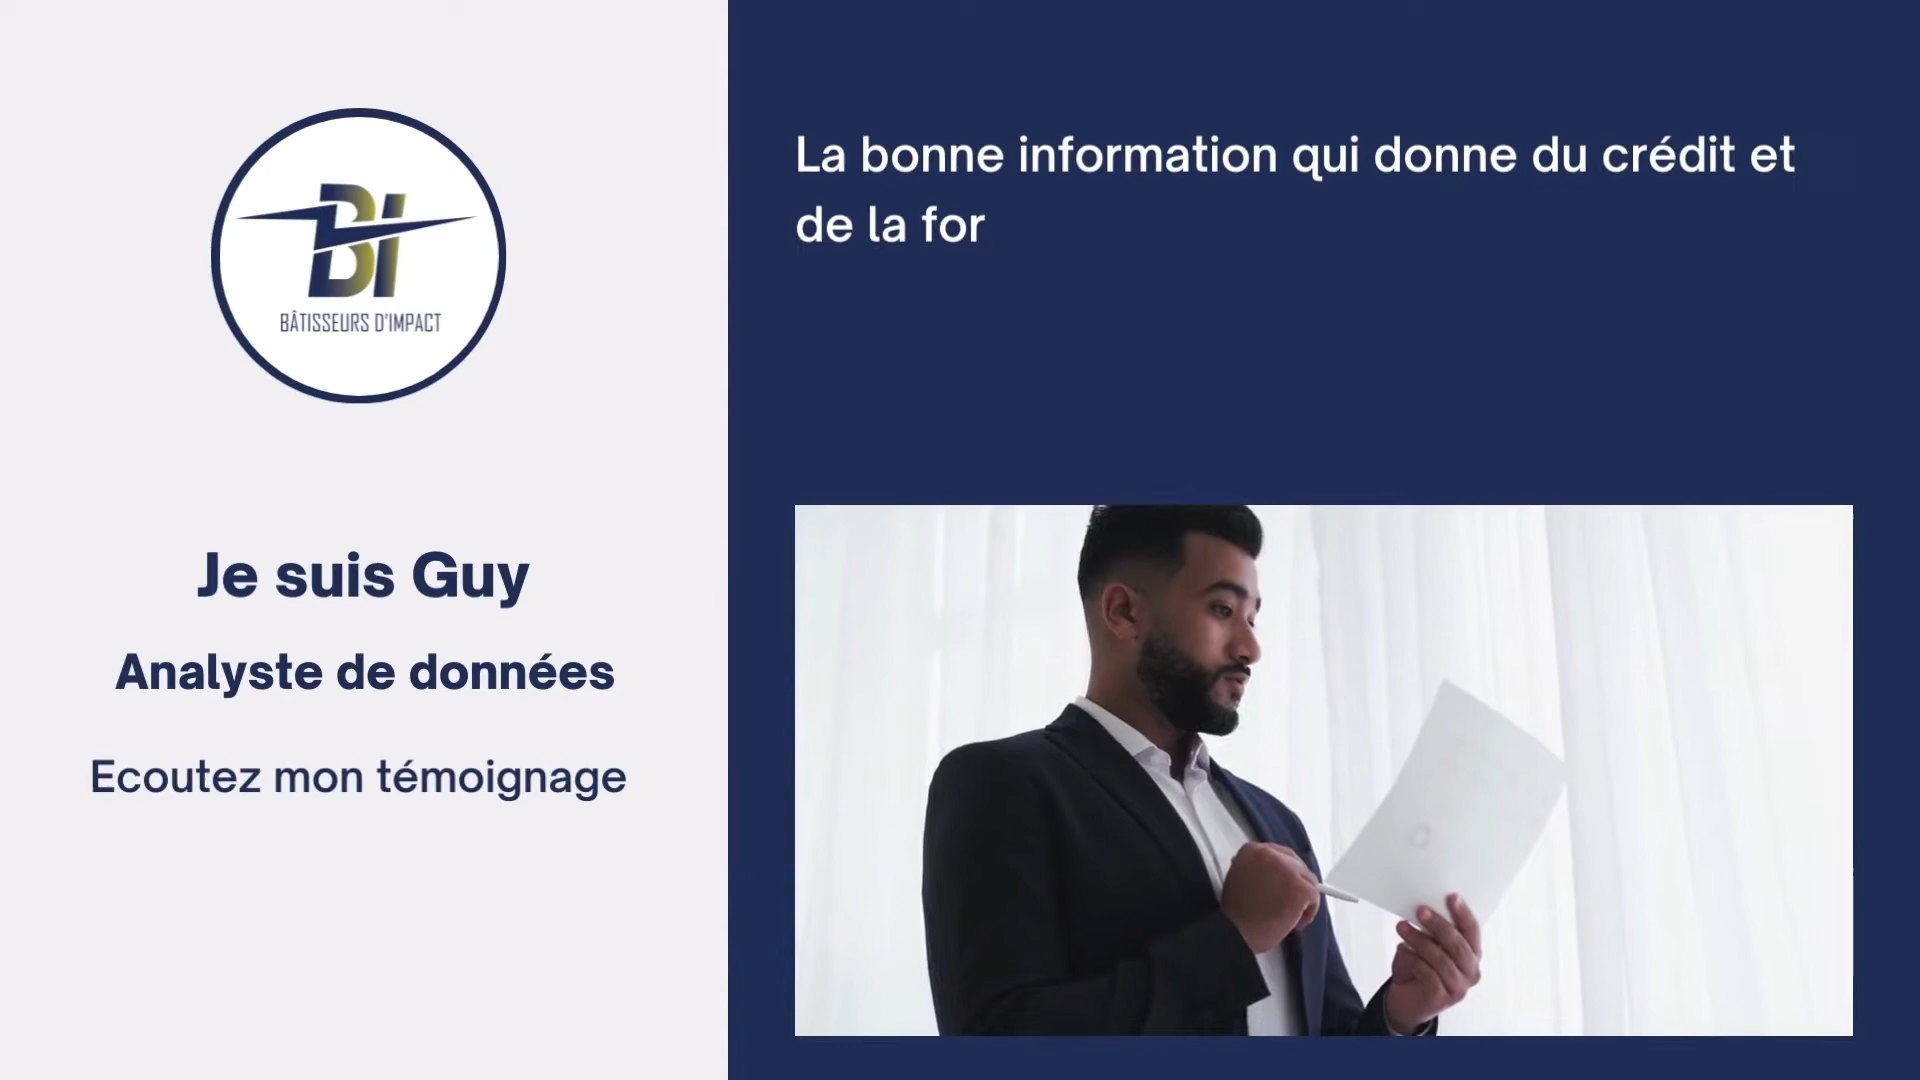 BI
BÂTISSEURS D'IMPACT
Je suis Guy
Analyste de données
Ecoutez mon témoignage
La bonne information qui donne du crédit et
de la for